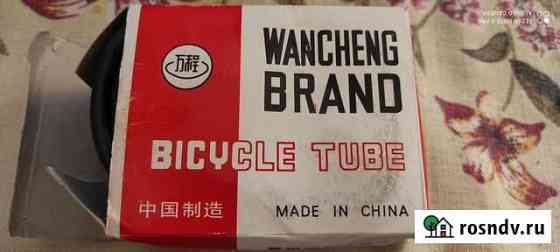 万程
WANCHENG
BRAND
BICYCLE TUBE
中国制造
MADE IN CHINA
rosndv.ru